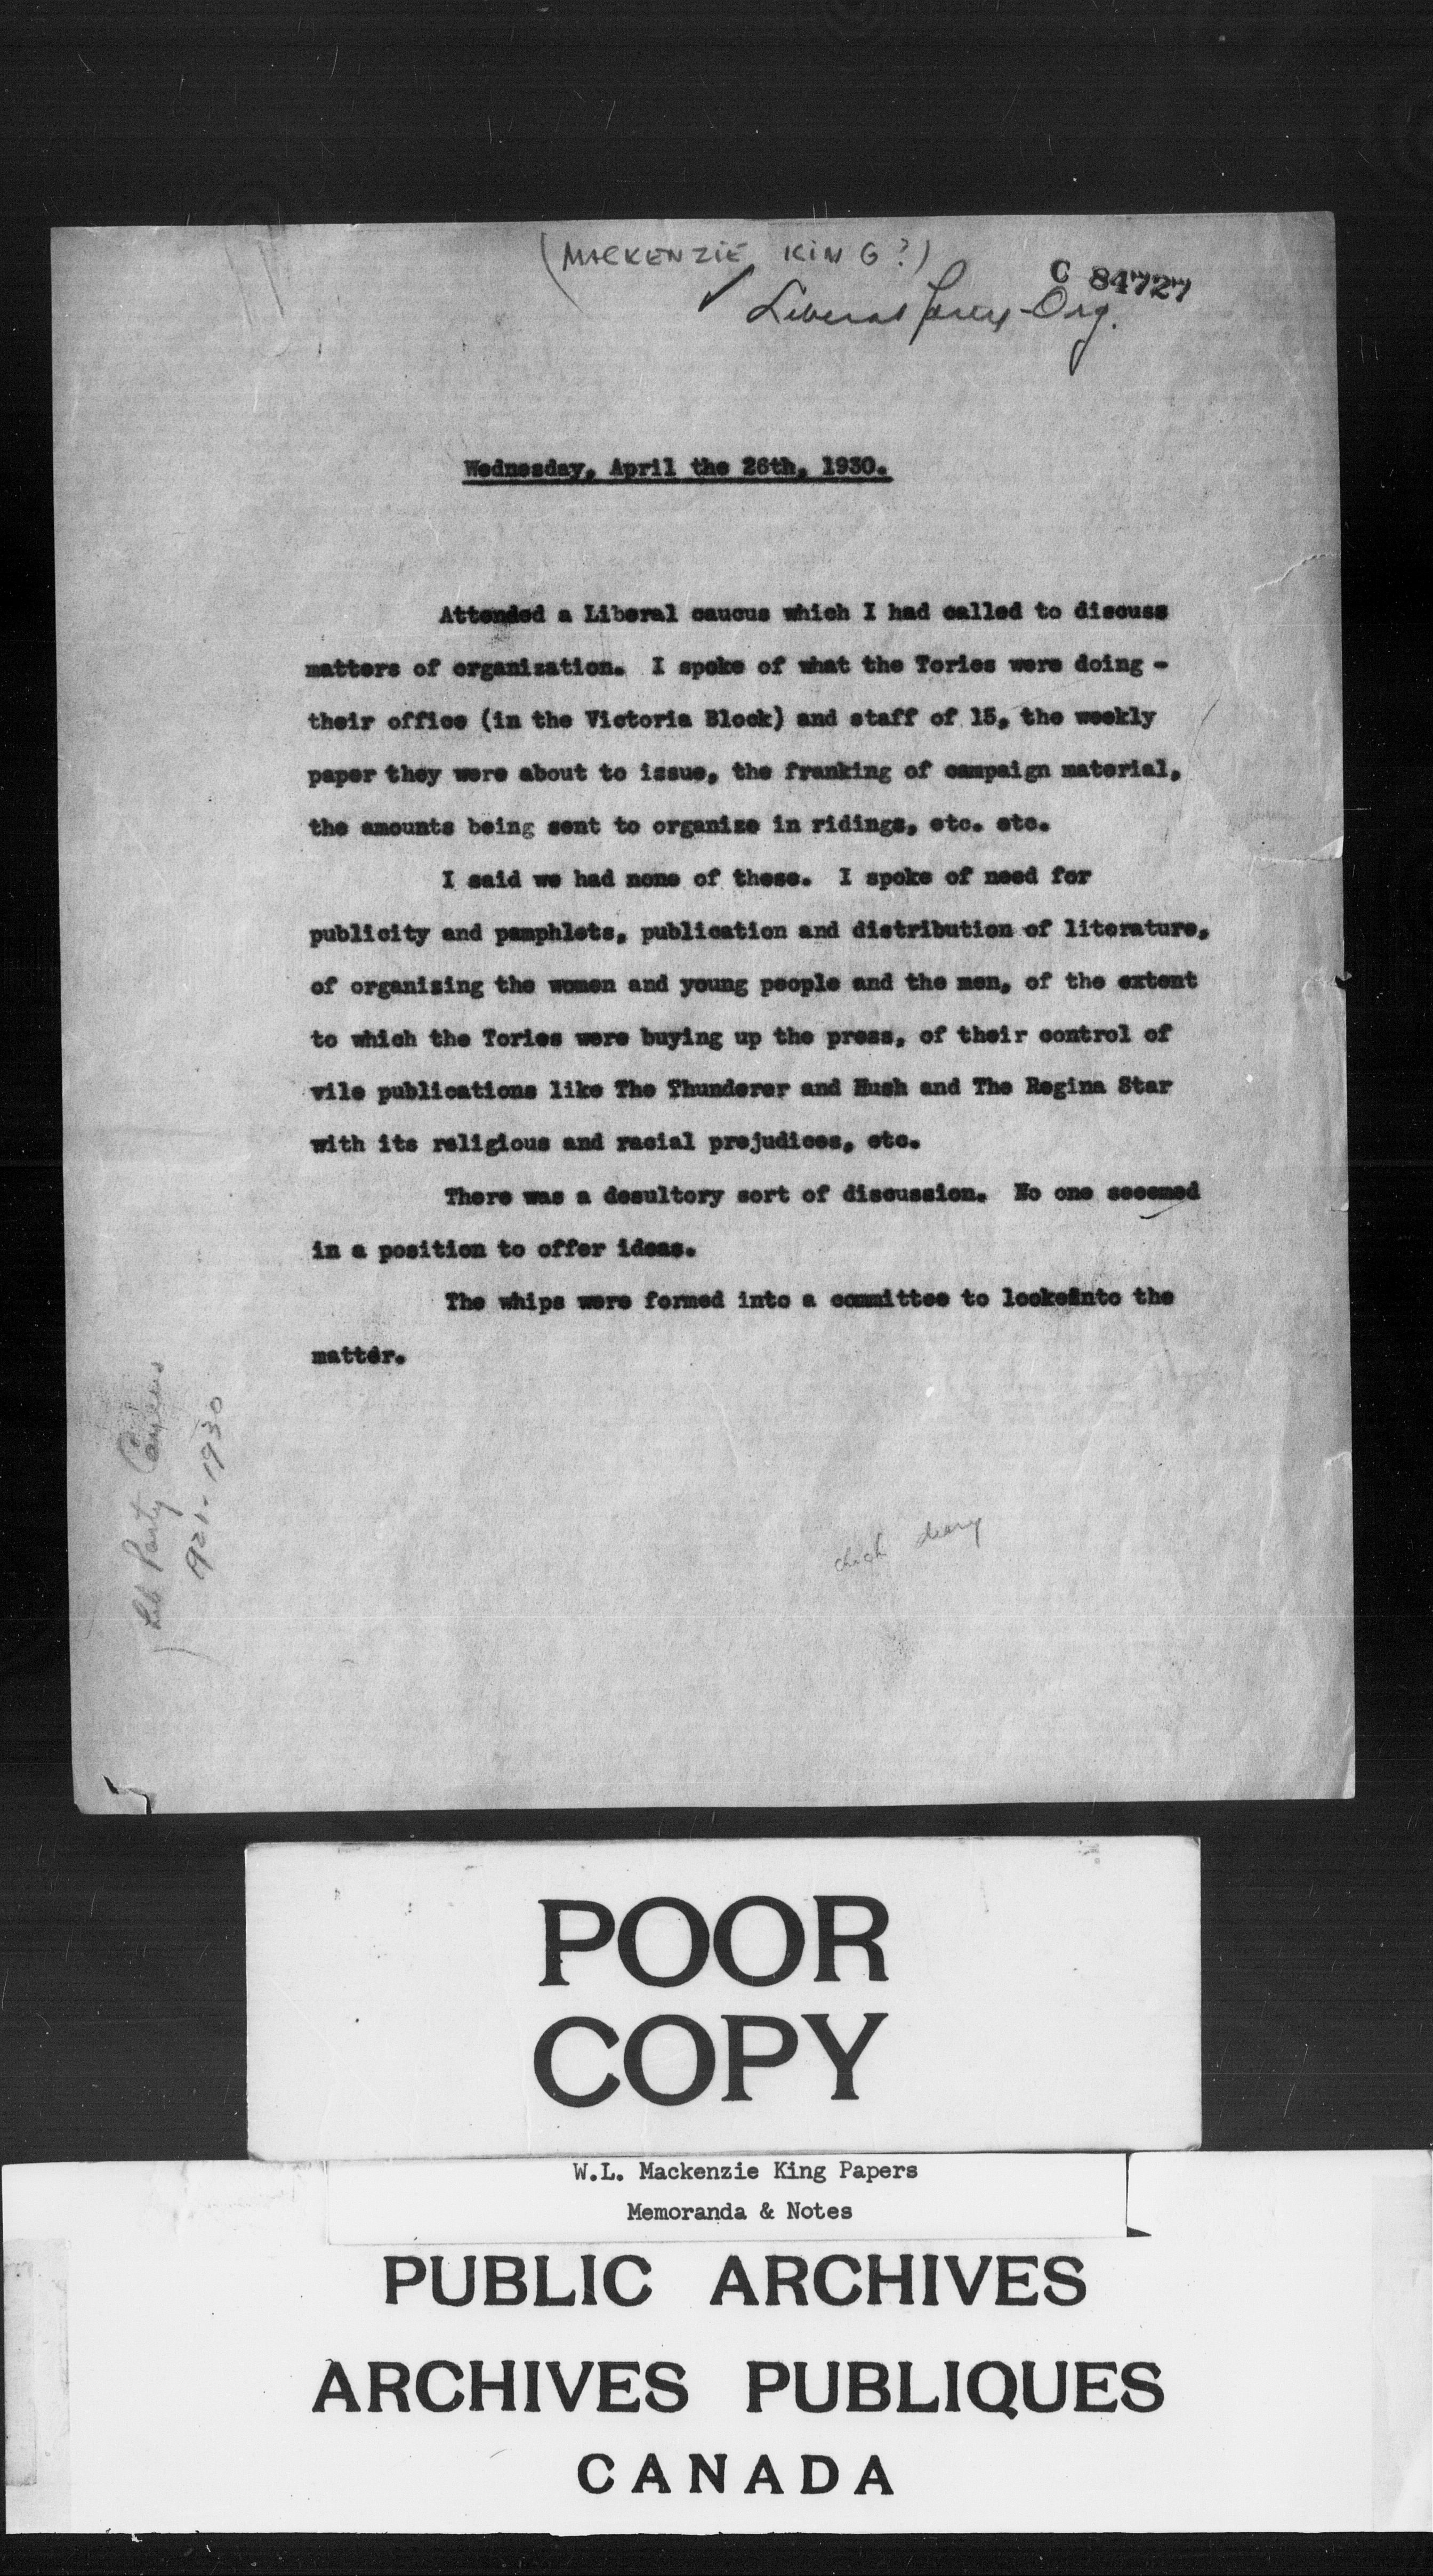 (MACKENZIE KING?)
C 84727
Liberal Party-Org.
Wednesday, April the 26th, 1930.
Attended a Liberal caucus which I had called to discuss
matters of organization. I spoke of what the Tories were doing -
their office (in the Victoria Block) and staff of 15, the weekly
paper they were about to issue, the franking of campaign material,
the amounts being sent to organize in ridings, etc. etc.
I said we had none of these. I spoke of need for
publicity and pamphlets, publication and distribution of literature,
of organizing the women and young people and the men, of the extent
to which the Tories were buying up the press, of their control of
vile publications like The Thunderer and Hush and The Regina Star
with its religious and racial prejudices, etc.
There was a desultory sort of discussion. No one seeemed
in a position to offer ideas.
The whips were formed into a committee to lookeinto the
matter.
Lib Party Caucus
1921-1930
check diary
POOR
COPY
W.L. Mackenzie King Papers
Memoranda & Notes
PUBLIC ARCHIVES
ARCHIVES PUBLIQUES
CANADA